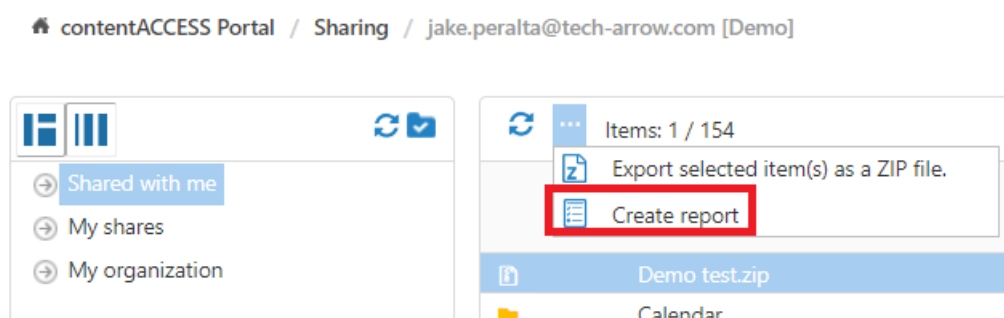 contentACCESS Portal / Sharing / jake.peralta@tech-arrow.com [Demo]
Items: 1 / 154
Shared with me
My shares
My organization
Export selected item(s) as a ZIP file.
Create report
Demo test.zip
Calendar